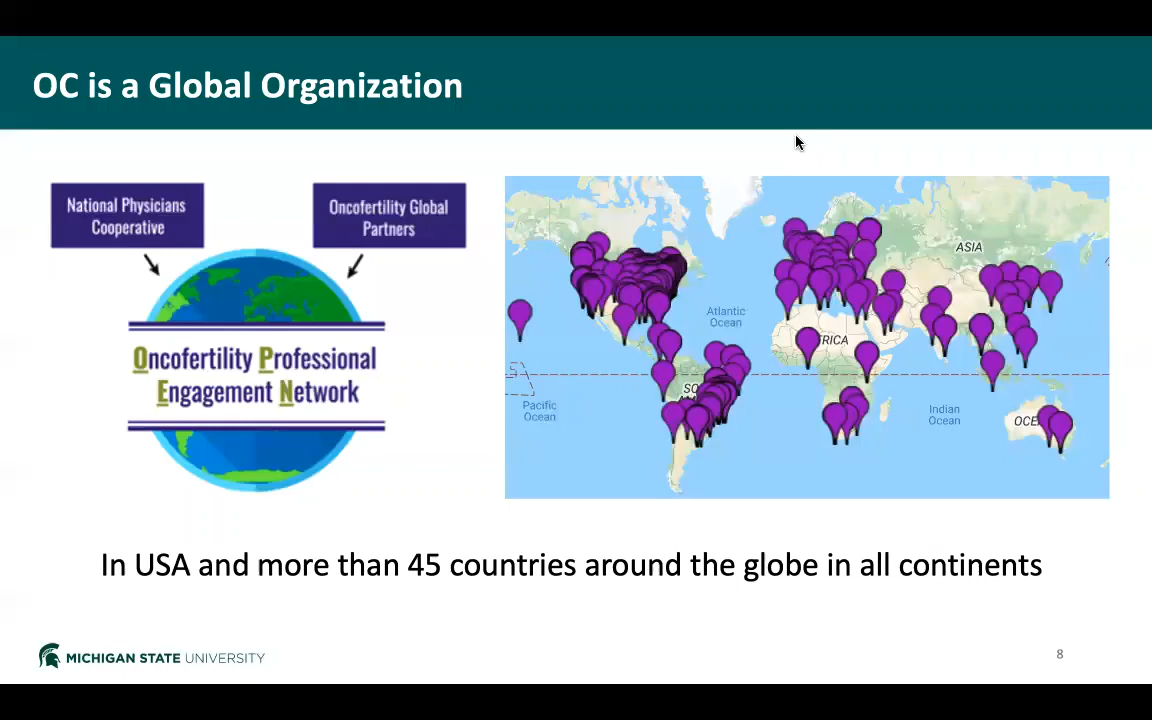 OC is a Global Organization
National Physicians
Cooperative
Oncofertility Global
Partners
Oncofertility Professional
Engagement Network
ASIA
Atlantic
Ocean
RICA
SO
Pacific
Ocean
Indian
Ocean
OCE
In USA and more than 45 countries around the globe in all continents
MICHIGAN STATE UNIVERSITY
8